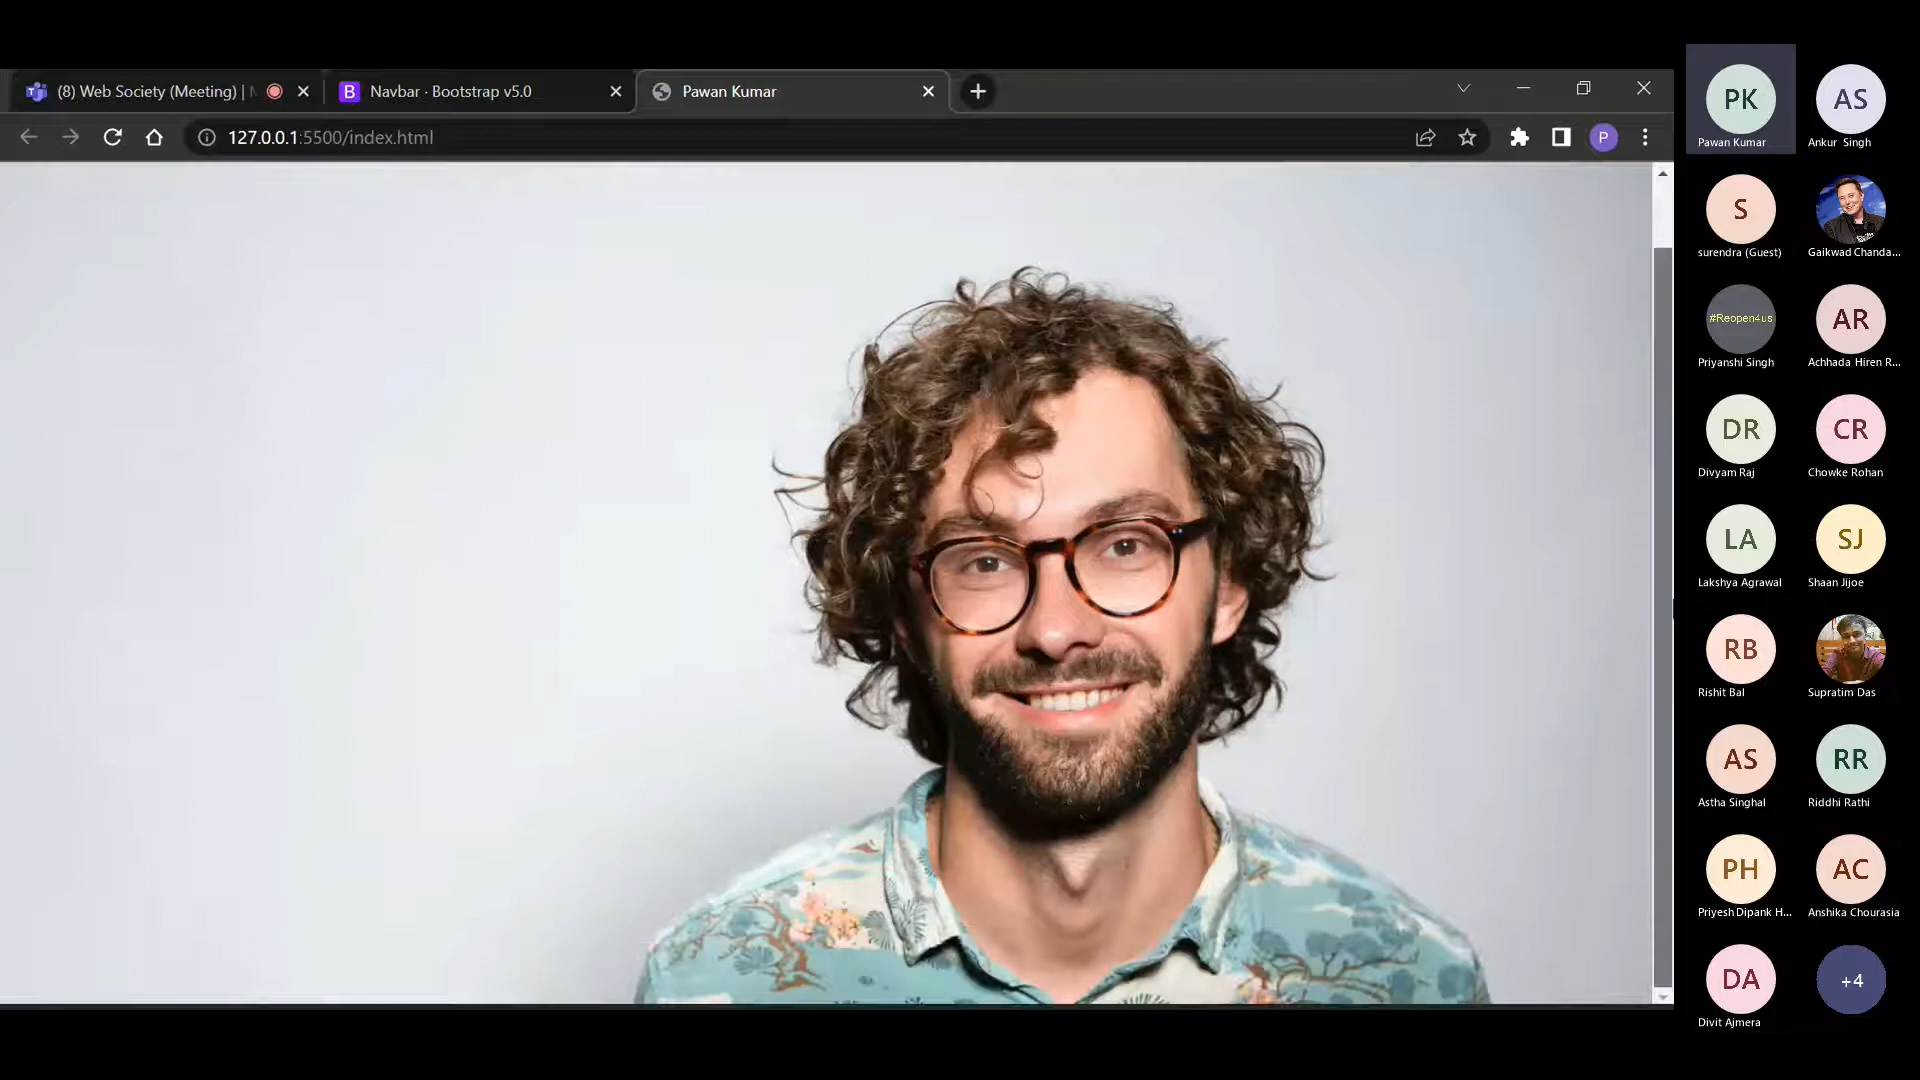 (8) Web Society (Meeting) |
Navbar · Bootstrap v5.0
Pawan Kumar
127.0.0.1:5500/index.html
P
PK
Pawan Kumar
AS
Ankur Singh
S
surendra (Guest)
Gaikwad Chanda...
#Reopen4us
Priyanshi Singh
AR
Achhada Hiren R...
DR
Divyam Raj
CR
Chowke Rohan
LA
Lakshya Agrawal
SJ
Shaan Jijoe
RB
Rishit Bal
Supratim Das
AS
Astha Singhal
RR
Riddhi Rathi
PH
Priyesh Dipank H...
AC
Anshika Chourasia
DA
Divit Ajmera
+4